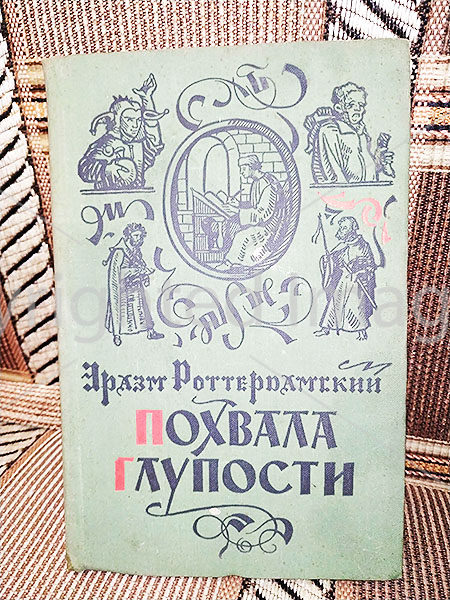 Эразм Роттердамский
Похвала
Глупости